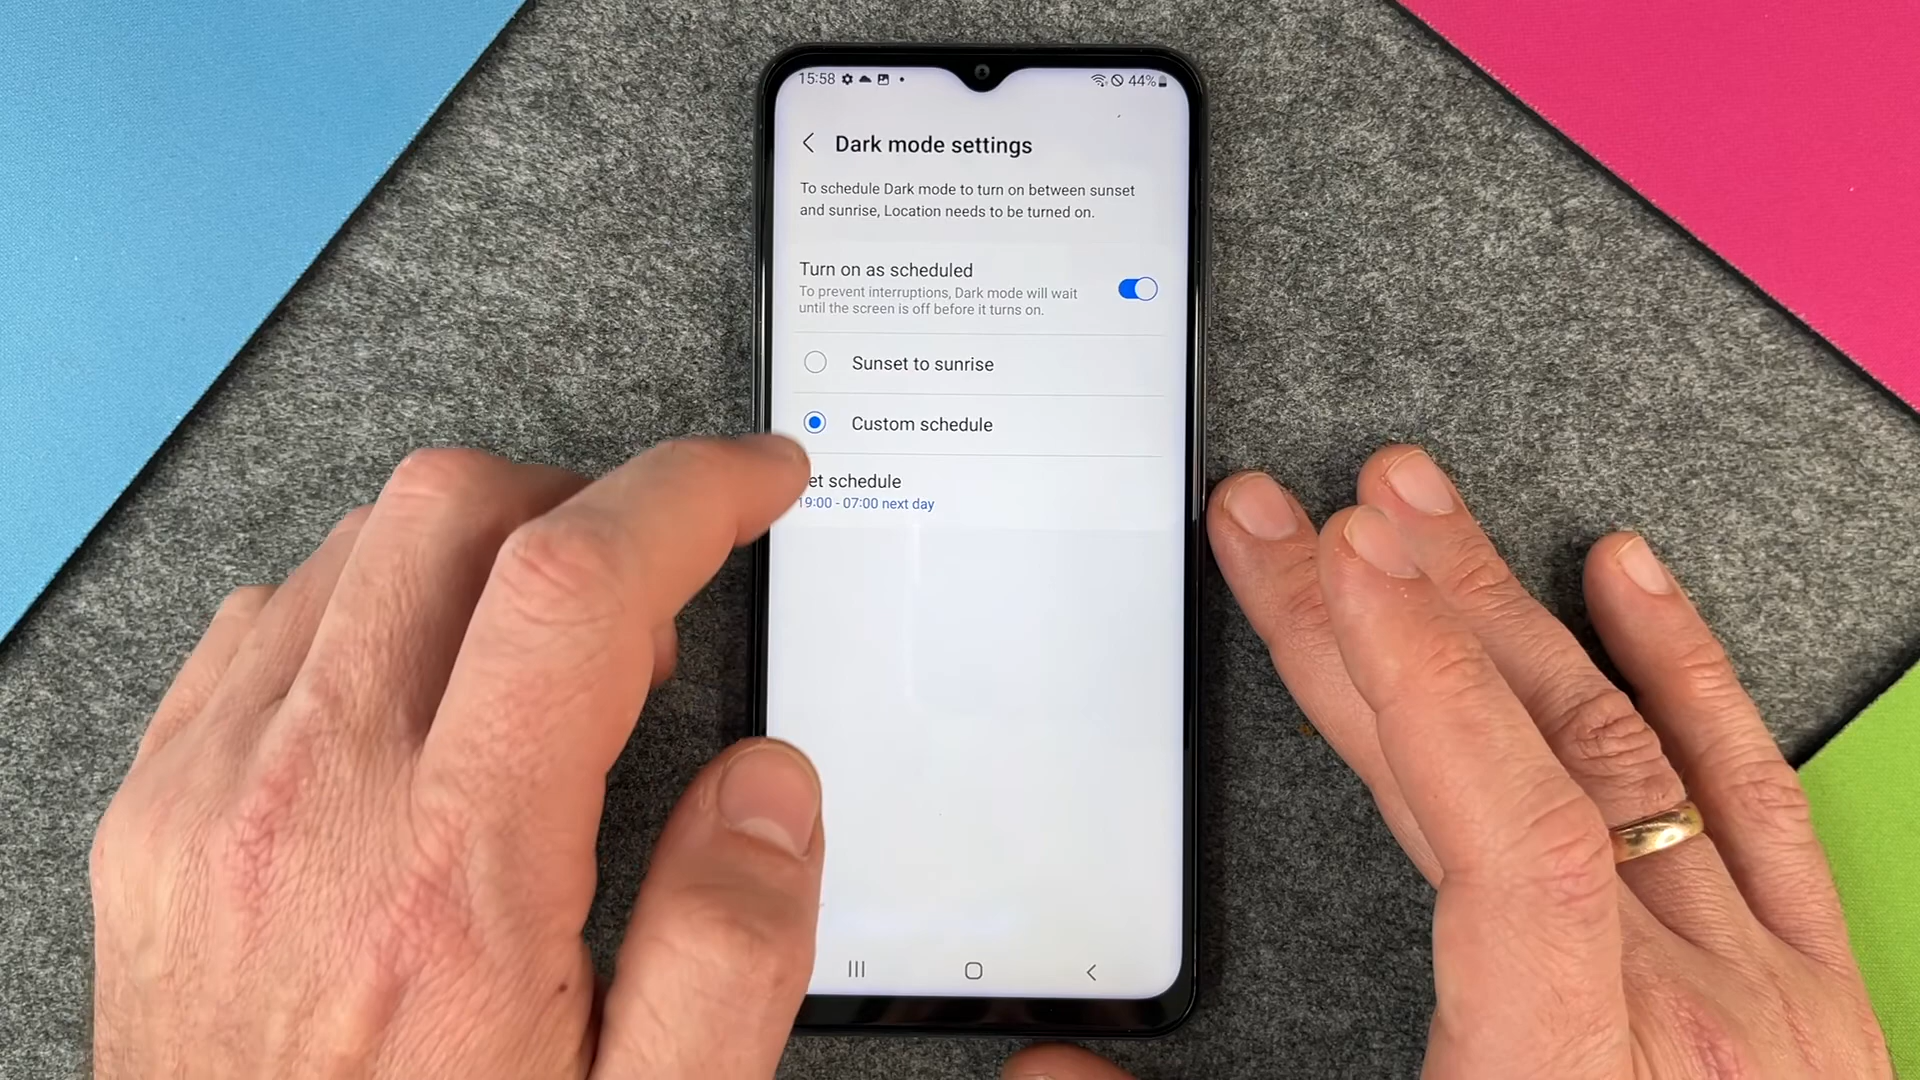 15:58 44%
Dark mode settings
To schedule Dark mode to turn on between sunset
and sunrise, Location needs to be turned on.
Turn on as scheduled
To prevent interruptions, Dark mode will wait
until the screen is off before it turns on.
Sunset to sunrise
Custom schedule
et schedule
19:00 - 07:00 next day